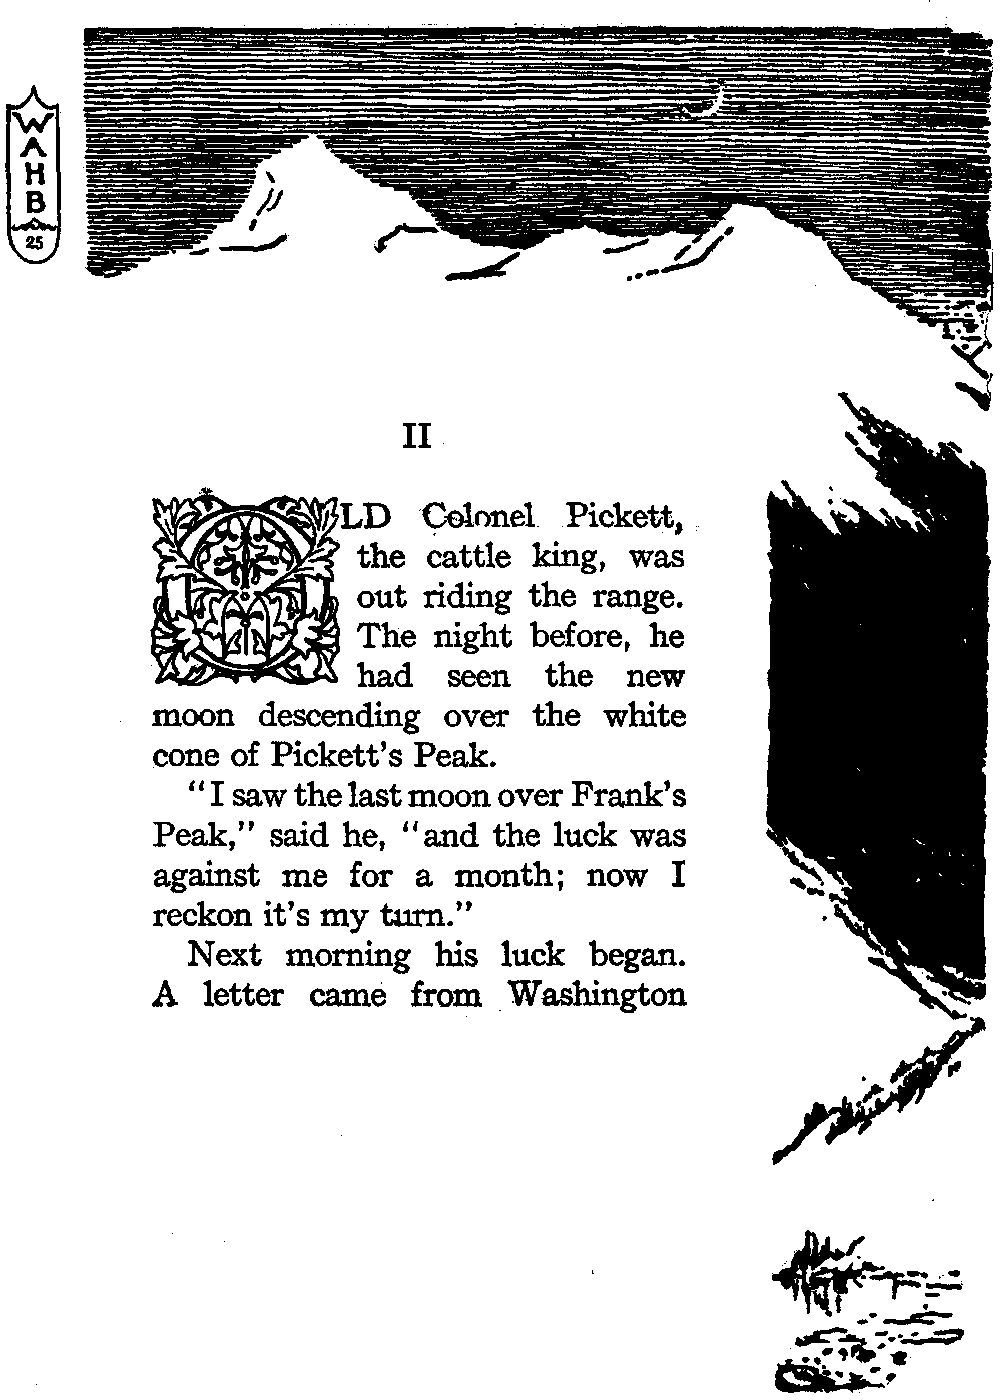 WAHB
25
II
OLD Colonel Pickett,
the cattle king, was
out riding the range.
The night before, he
had seen the new
moon descending over the white
cone of Pickett's Peak.
"I saw the last moon over Frank's
Peak," said he, "and the luck was
against me for a month; now I
reckon it's my turn."
Next morning his luck began.
A letter came from Washington